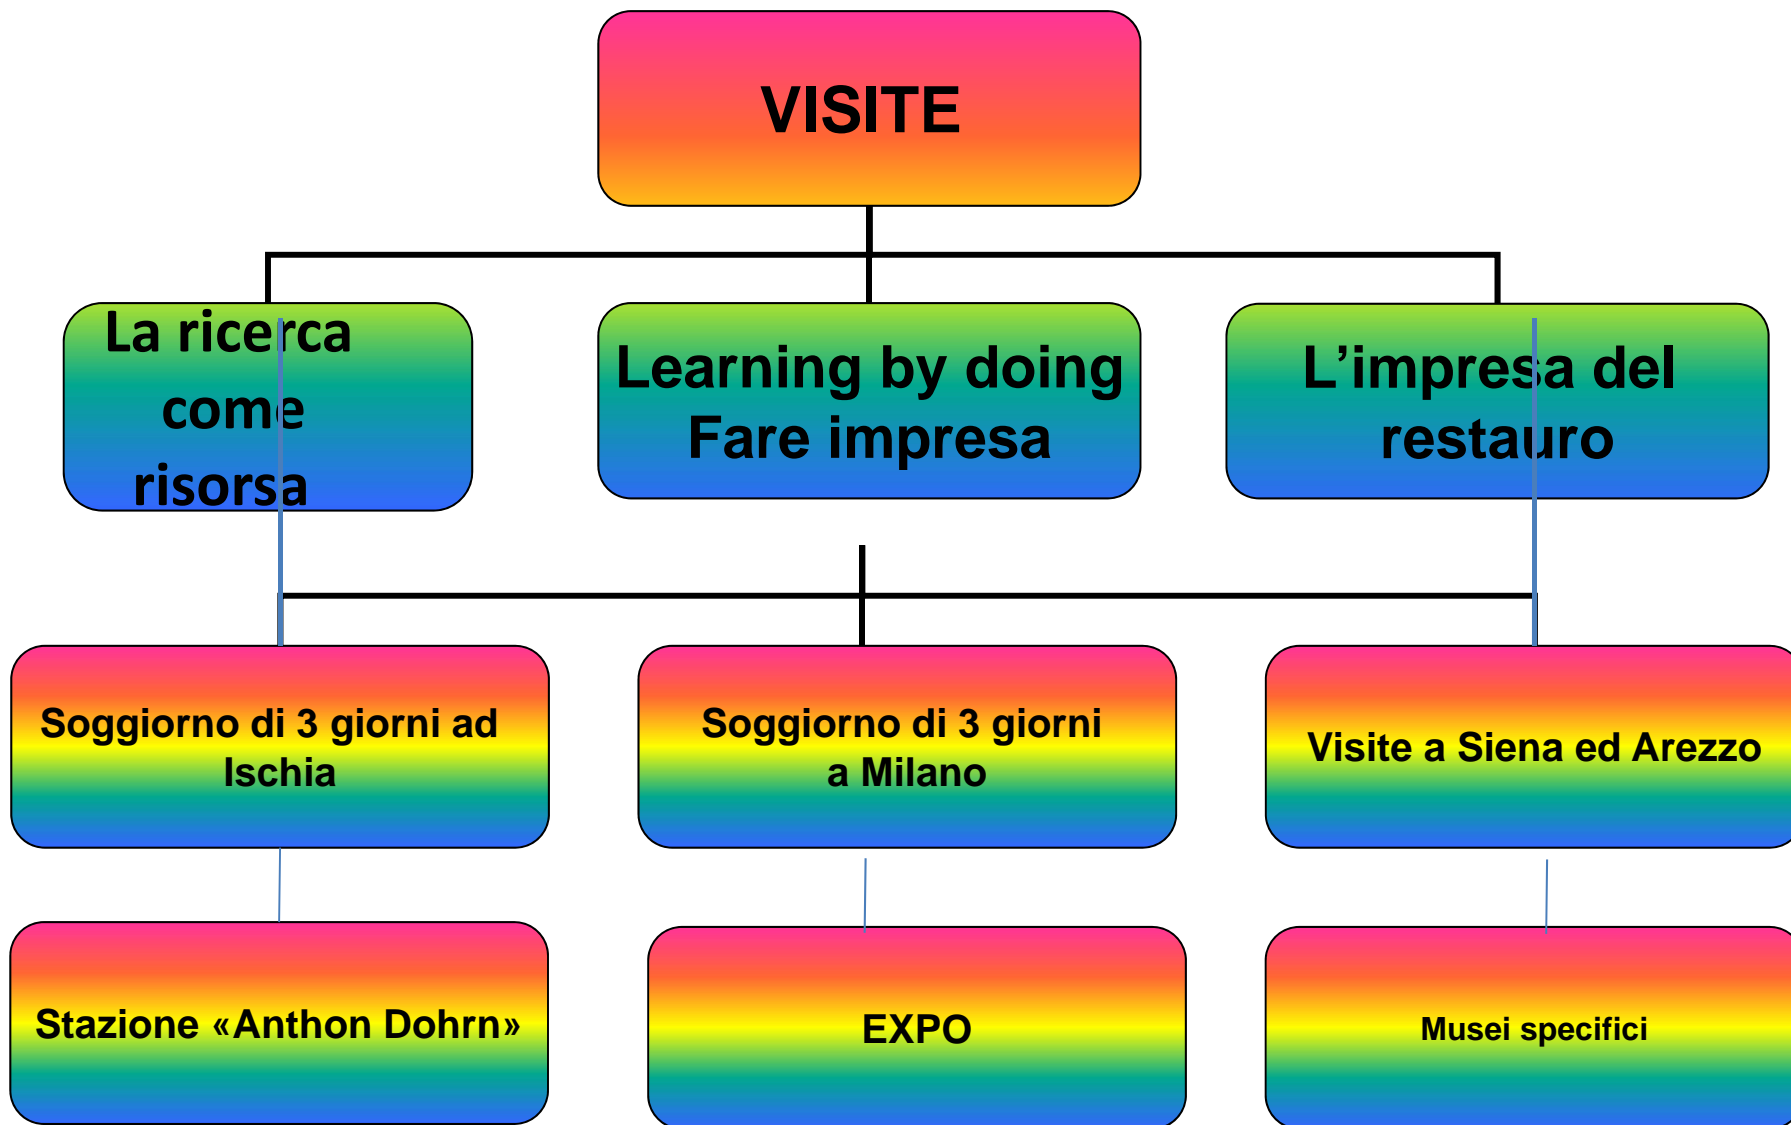 VISITE
La ricerca
come
risorsa
Learning by doing
Fare impresa
L’impresa del
restauro
Soggiorno di 3 giorni ad
Ischia
Soggiorno di 3 giorni
a Milano
Visite a Siena ed Arezzo
Stazione «Anthon Dohrn»
EXPO
Musei specifici